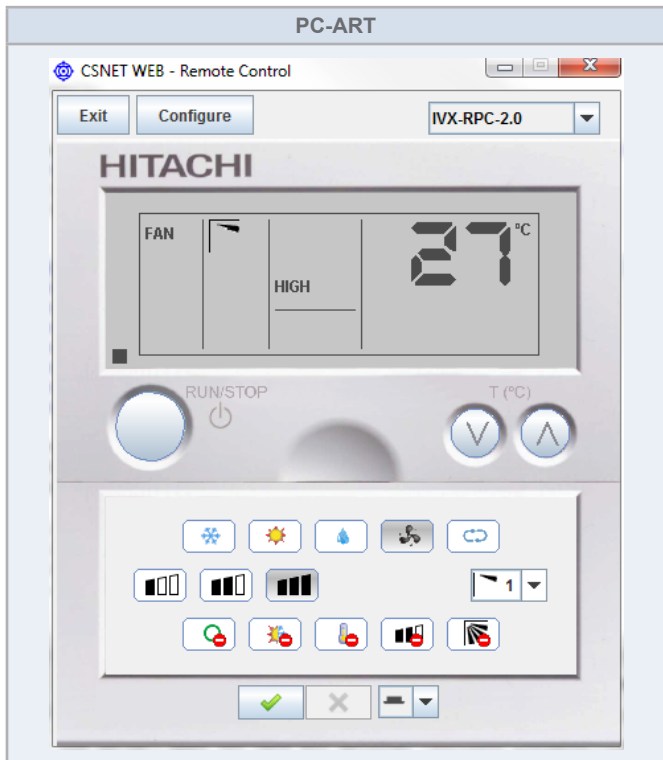 PC-ART
CSNET WEB - Remote Control
Exit
Configure
IVX-RPC-2.0
HITACHI
FAN
HIGH
27 °C
RUN/STOP
T (°C)
1